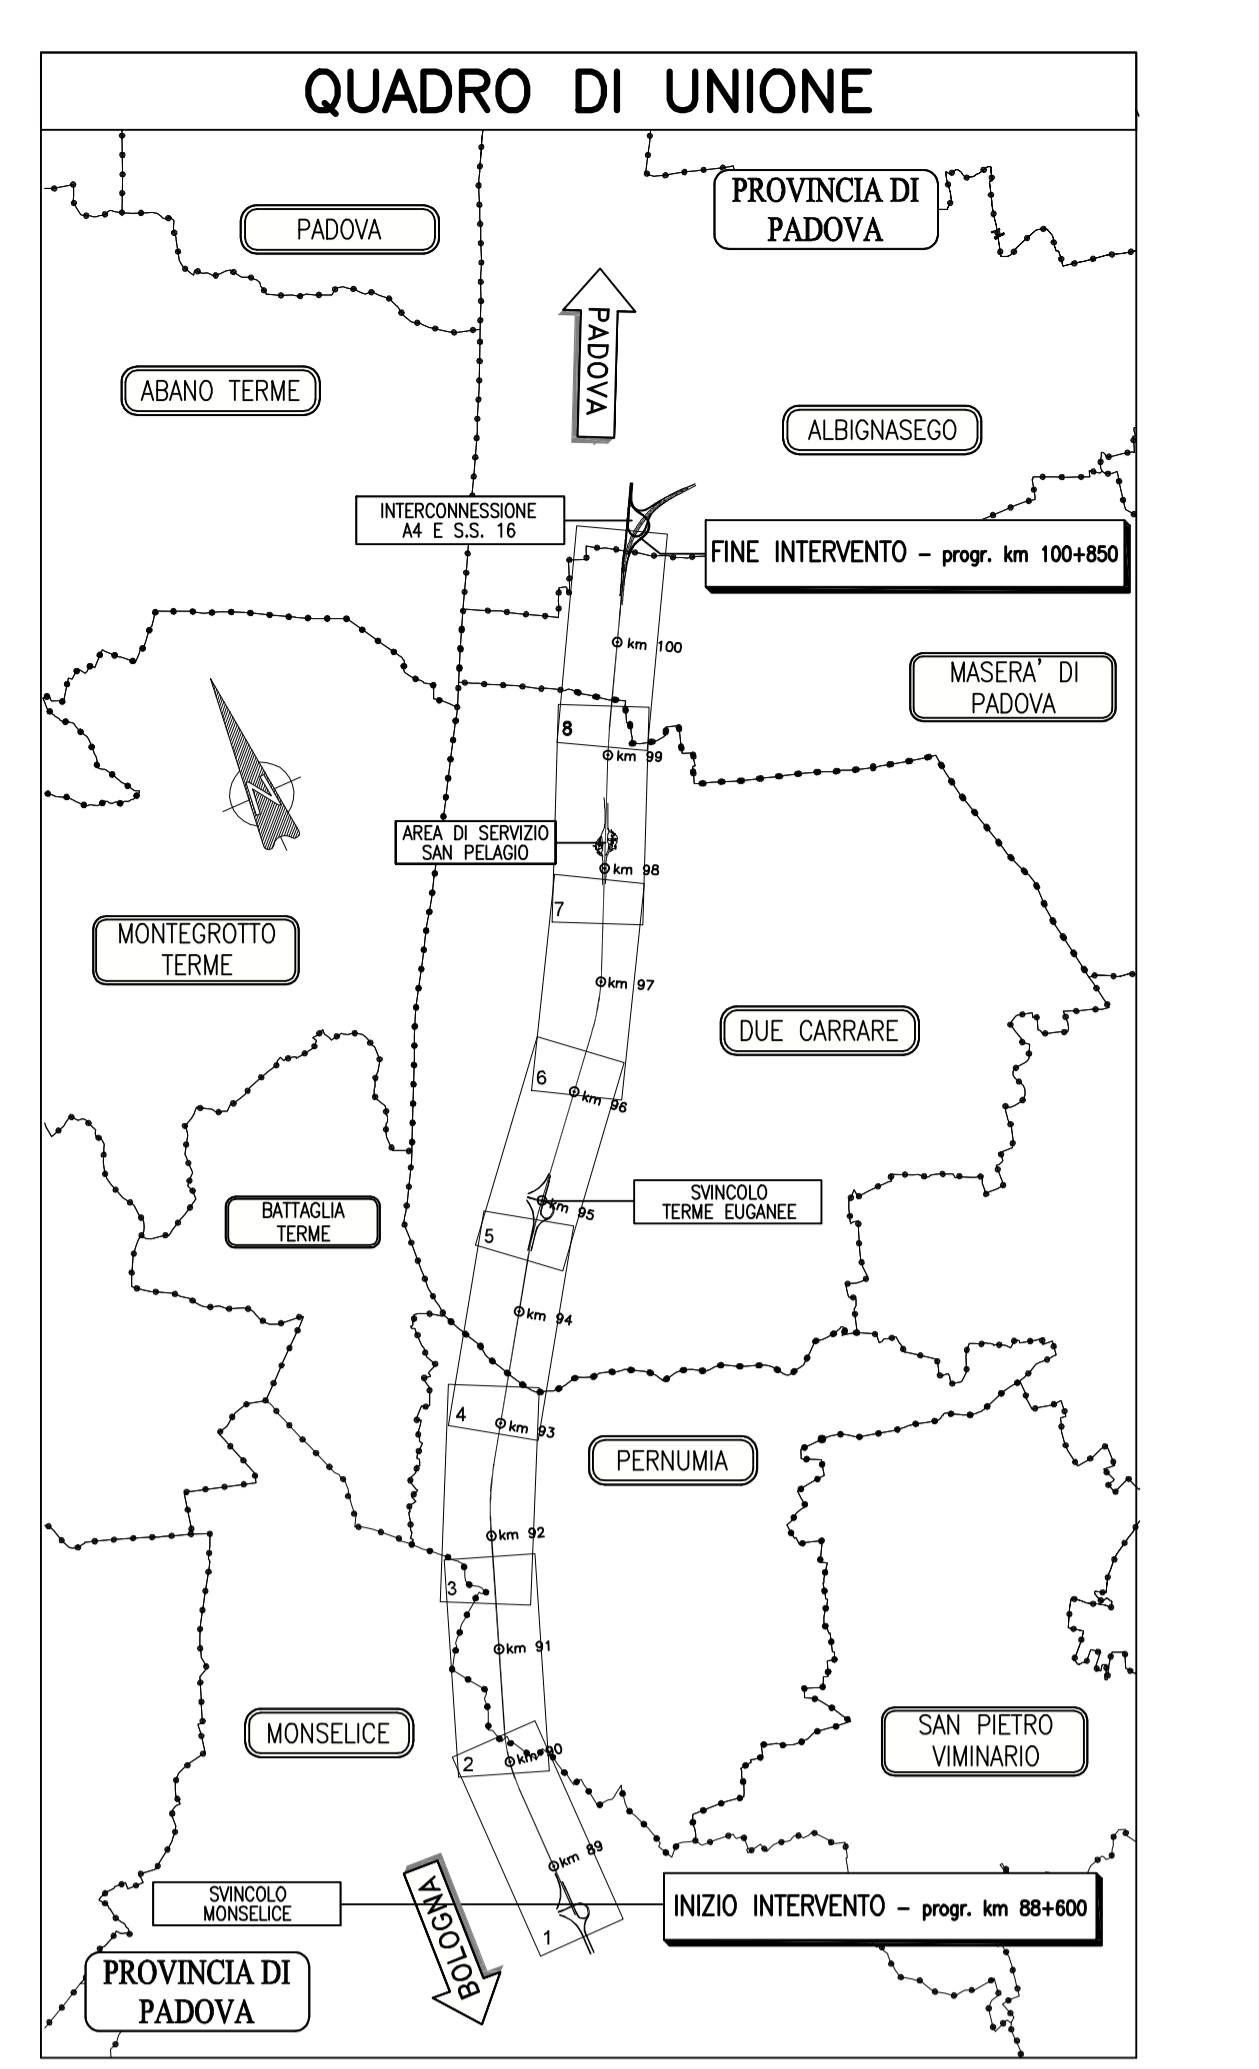 QUADRO DI UNIONE
PROVINCIA DI
PADOVA
PADOVA
PADOVA
ABANO TERME
ALBIGNASEGO
INTERCONNESSIONE
A4 E S.S. 16
FINE INTERVENTO – progr. km 100+850
km 100
MASERA' DI
PADOVA
8
km 99
N
AREA DI SERVIZIO
SAN PELAGIO
km 98
7
MONTEGROTTO
TERME
km 97
DUE CARRARE
6
km 96
SVINCOLO
TERME EUGANEE
km 95
BATTAGLIA
TERME
5
km 94
4
km 93
PERNUMIA
km 92
3
km 91
MONSELICE
SAN PIETRO
VIMINARIO
2
km 90
km 89
SVINCOLO
MONSELICE
BOLOGNA
INIZIO INTERVENTO – progr. km 88+600
1
PROVINCIA DI
PADOVA